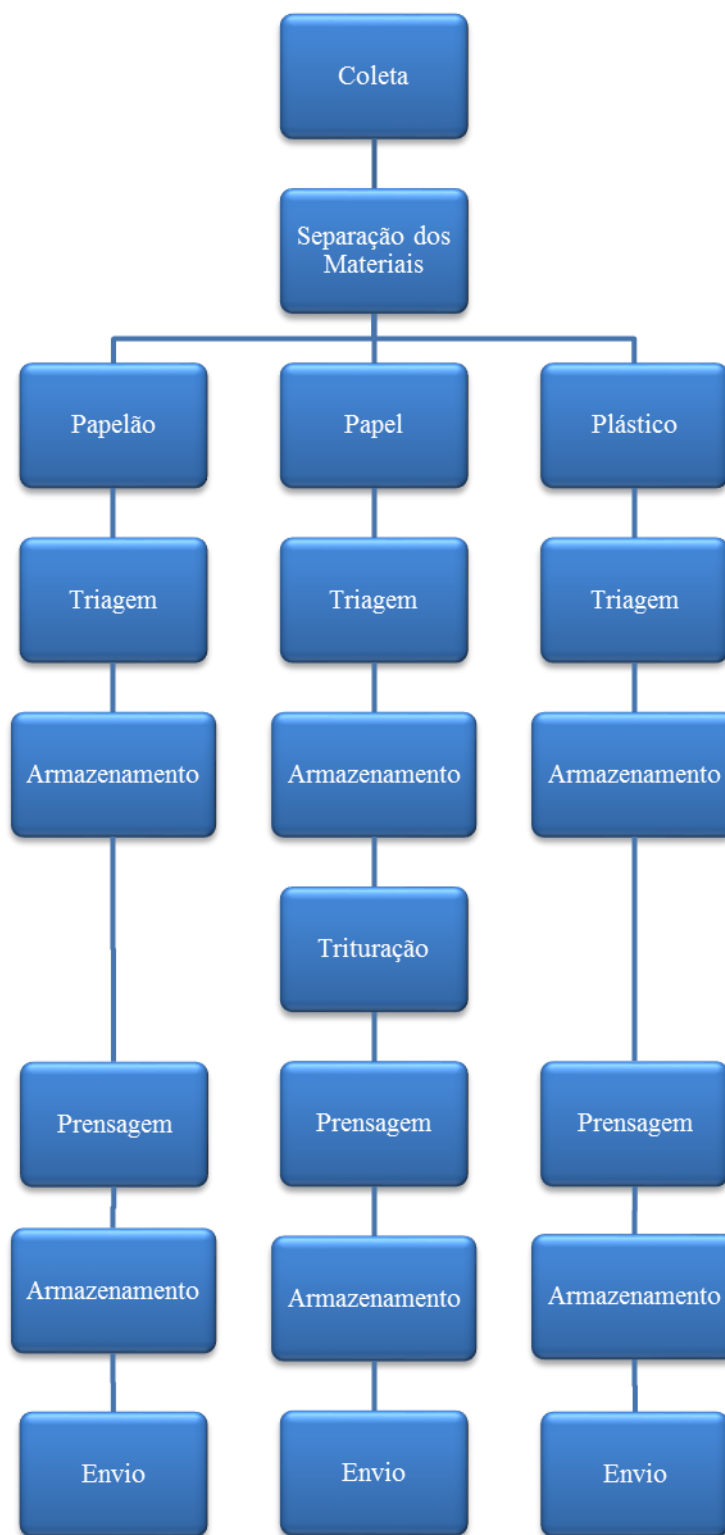 Coleta
Separação dos
Materiais
Papelão
Papel
Plástico
Triagem
Triagem
Triagem
Armazenamento
Armazenamento
Armazenamento
Trituração
Prensagem
Prensagem
Prensagem
Armazenamento
Armazenamento
Armazenamento
Envio
Envio
Envio